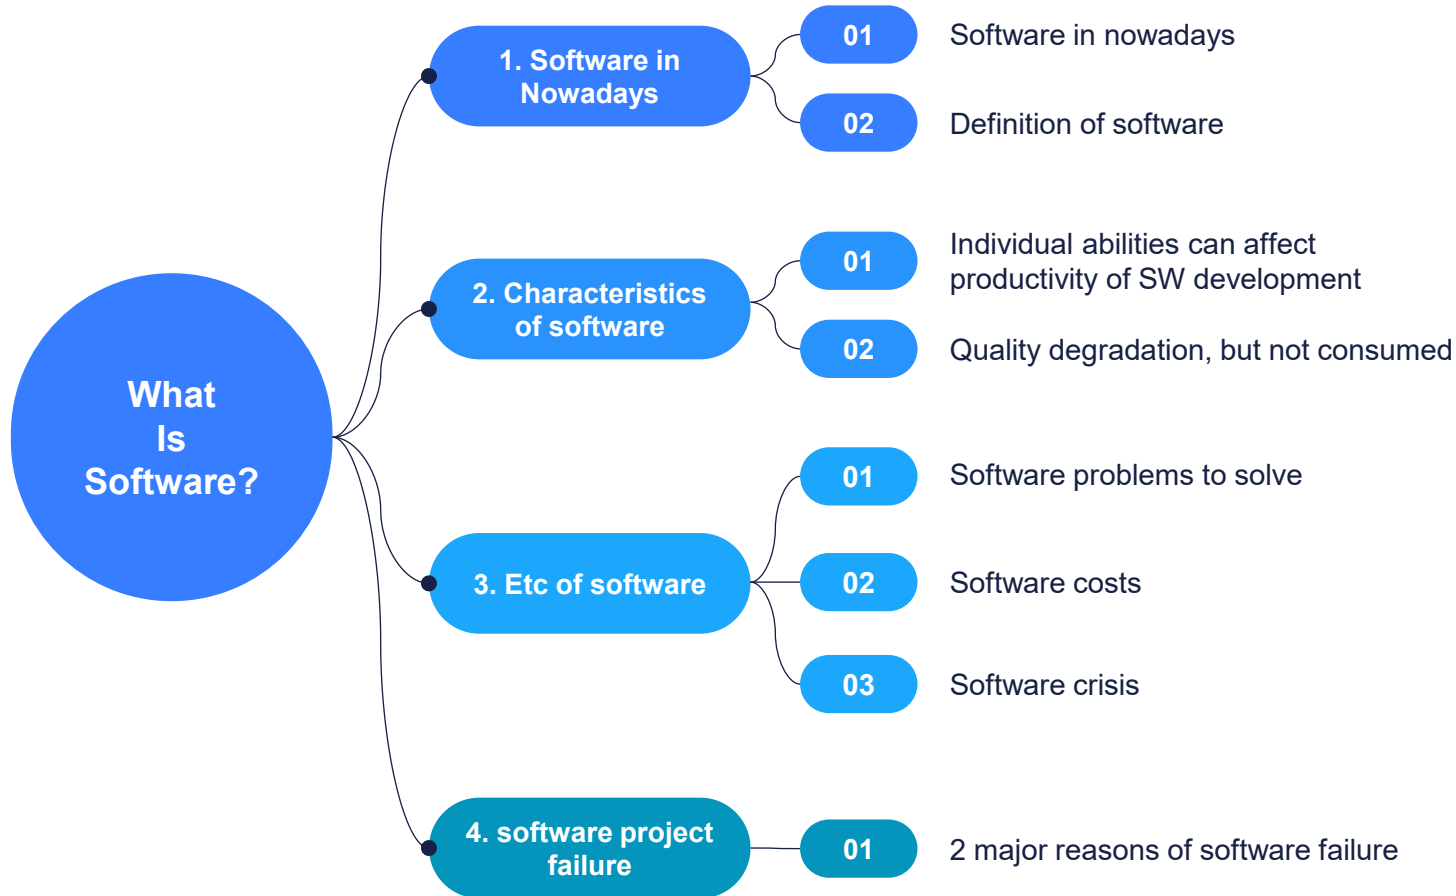 What
Is
Software?
1. Software in
Nowadays
01
Software in nowadays
02
Definition of software
2. Characteristics
of software
01
Individual abilities can affect
productivity of SW development
02
Quality degradation, but not consumed
3. Etc of software
01
Software problems to solve
02
Software costs
03
Software crisis
4. software project
failure
01
2 major reasons of software failure